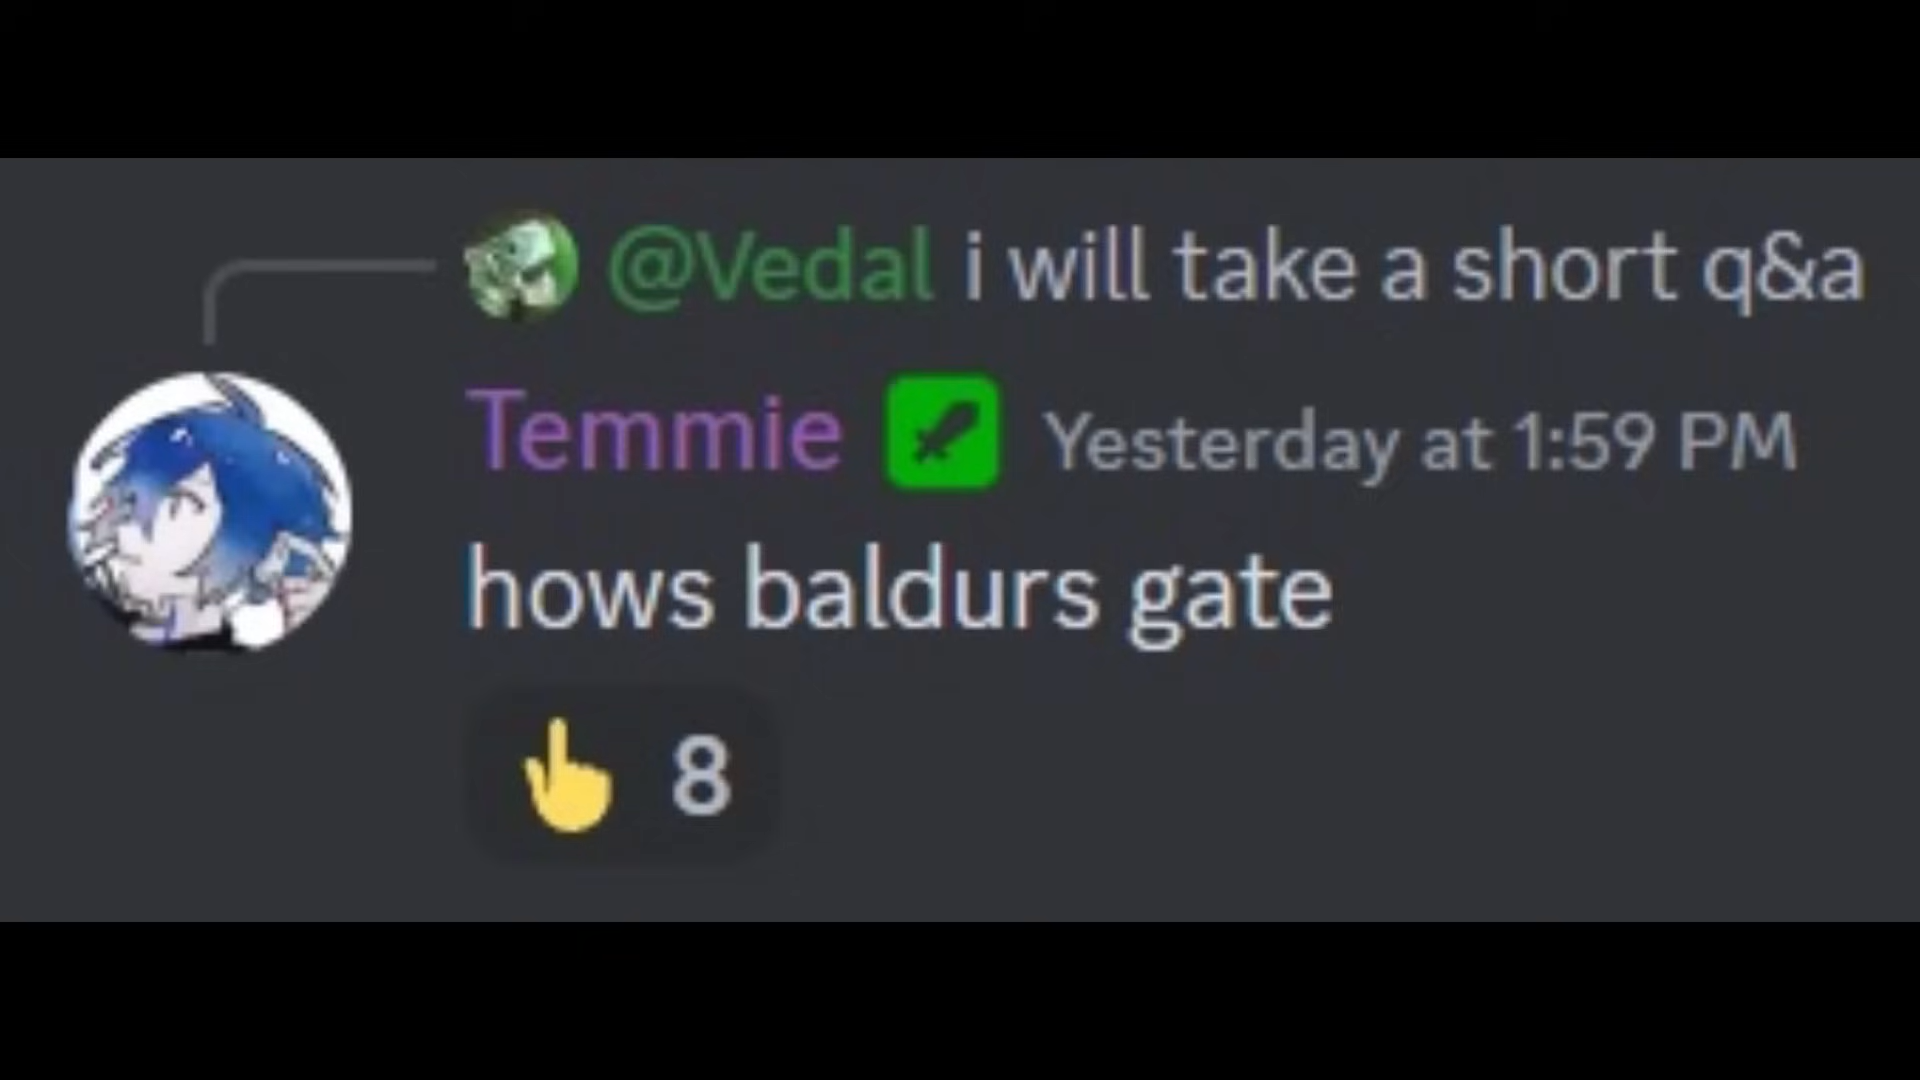 @Vedal i will take a short q&a
Temmie Yesterday at 1:59 PM
hows baldurs gate
8